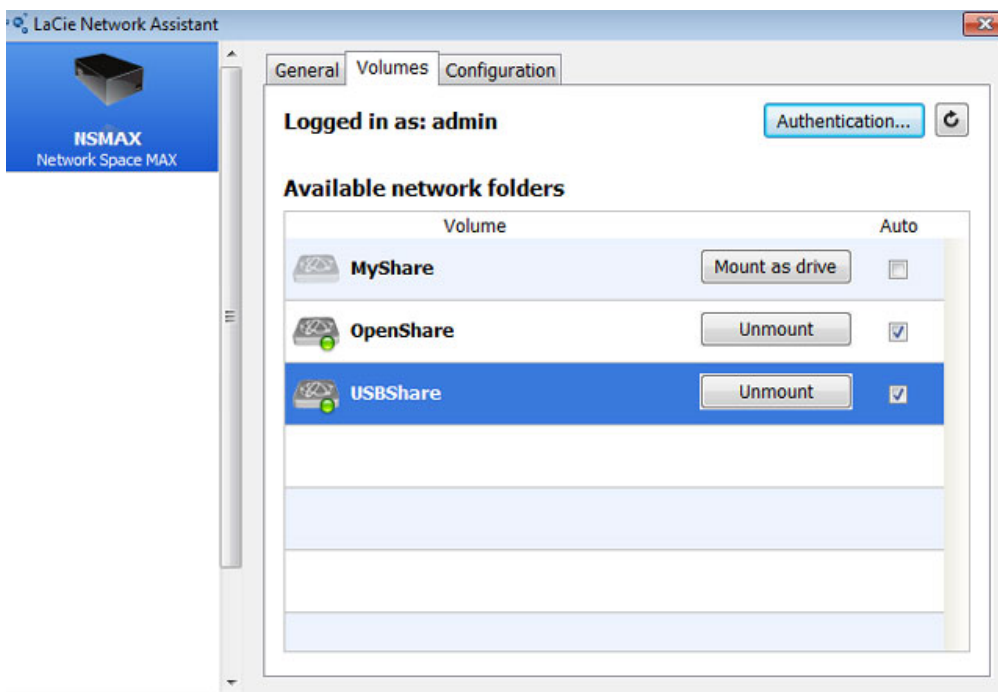 LaCie Network Assistant
NSMAX
Network Space MAX
General Volumes Configuration
Logged in as: admin Authentication...
Available network folders
Volume Auto
MyShare Mount as drive
OpenShare Unmount
USBShare Unmount